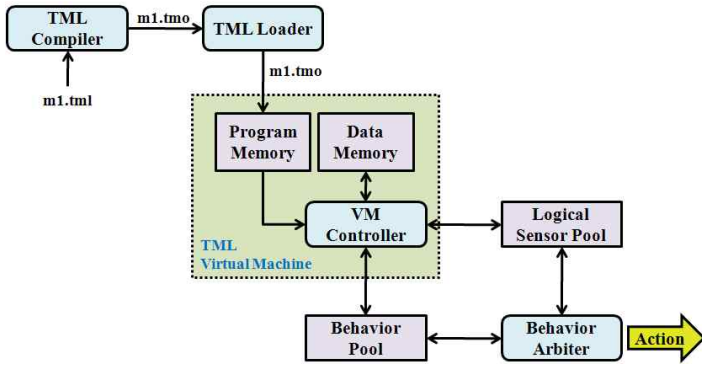 TML
Compiler
m1.tmo
TML Loader
m1.tml
m1.tmo
Program
Memory
Data
Memory
VM
Controller
Logical
Sensor Pool
TML
Virtual Machine
Behavior
Pool
Behavior
Arbiter
Action